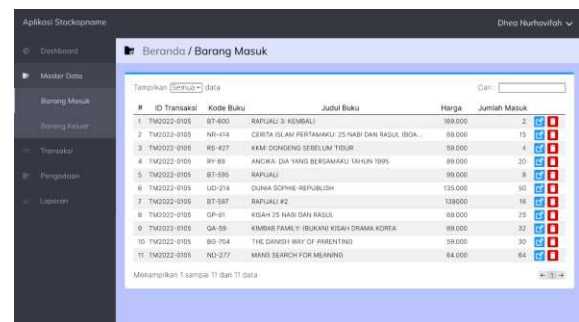 Aplikasi Stockopname
Dhea Nurhovifah
Dashboard
Master Data
Barang Masuk
Barang Keluar
Transaksi
Pengadaan
Laporan
Beranda / Barang Masuk
Tampilkan Semua data
Cari :
# ID Transaksi Kode Buku Judul Buku Harga Jumlah Masuk
1 TM2022-0105 BT-600 RAPIJALI 3: KEMBALI 169.000 2
2 TM2022-0105 NR-414 CERITA ISLAM PERTAMAKU: 25 NABI DAN RASUL (BOA... 69.000 15
3 TM2022-0105 RS-427 KKM: DONGENG SEBELUM TIDUR 59.000 4
4 TM2022-0105 RY-88 ANCIKA: DIA YANG BERSAMAKU TAHUN 1995 89.000 20
5 TM2022-0105 BT-595 RAPIJALI 99.000 8
6 TM2022-0105 UD-214 DUNIA SOPHIE-REPUBLISH 135.000 50
7 TM2022-0105 BT-587 RAPIJALI #2 139000 16
8 TM2022-0105 GP-91 KISAH 25 NABI DAN RASUL 69.000 25
9 TM2022-0105 QA-59 KIMBAB FAMILY: (BUKAN) KISAH DRAMA KOREA 89.000 32
10 TM2022-0105 BG-704 THE DANISH WAY OF PARENTING 59.000 30
11 TM2022-0105 ND-277 MANS SEARCH FOR MEANING 64.000 64
Menampilkan 1 sampai 11 dari 11 data
← 1 →